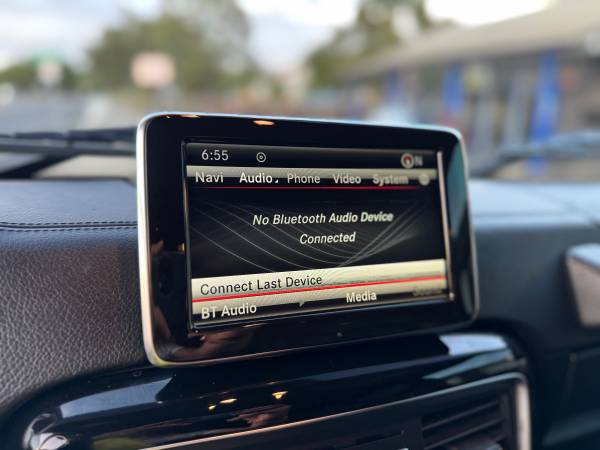 6:55 N
Navi Audio Phone Video System
No Bluetooth Audio Device
Connected
Connect Last Device
BT Audio Media